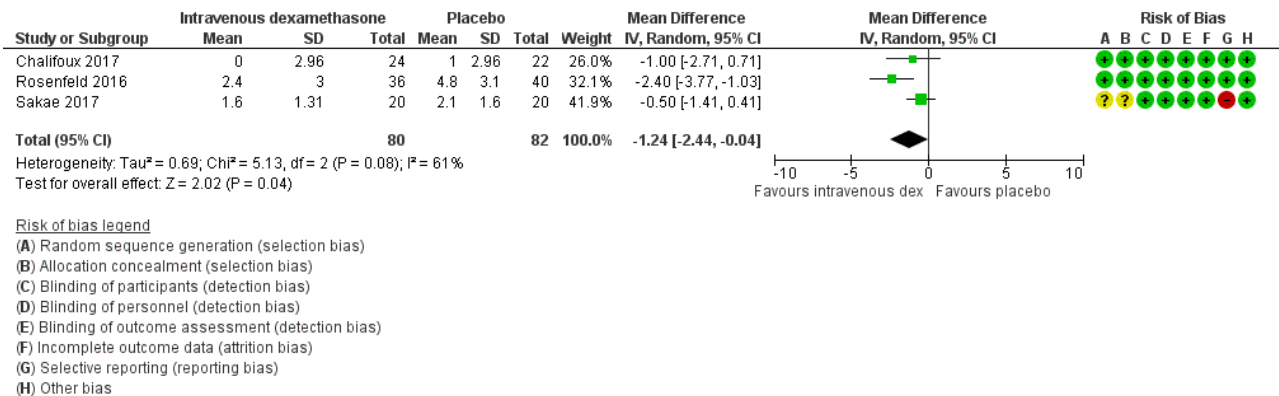 Intravenous dexamethasone Placebo Mean Difference Mean Difference Risk of Bias
Study or Subgroup Mean SD Total Mean SD Total Weight IV, Random, 95% CI IV, Random, 95% CI A B C D E F G H
Chalifoux 2017 0 2.96 24 1 2.96 22 26.0% -1.00 [-2.71, 0.71] + + + + + + + +
Rosenfeld 2016 2.4 3 36 4.8 3.1 40 32.1% -2.40 [-3.77, -1.03] + + + + + + + +
Sakae 2017 1.6 1.31 20 2.1 1.6 20 41.9% -0.50 [-1.41, 0.41] ? ? + + + + - +
Total (95% CI) 80 82 100.0% -1.24 [-2.44, -0.04]
Heterogeneity: Tau² = 0.69; Chi² = 5.13, df = 2 (P = 0.08); I² = 61%
Test for overall effect: Z = 2.02 (P = 0.04)
-10 -5 0 5 10
Favours intravenous dex Favours placebo
Risk of bias legend
(A) Random sequence generation (selection bias)
(B) Allocation concealment (selection bias)
(C) Blinding of participants (detection bias)
(D) Blinding of personnel (detection bias)
(E) Blinding of outcome assessment (detection bias)
(F) Incomplete outcome data (attrition bias)
(G) Selective reporting (reporting bias)
(H) Other bias